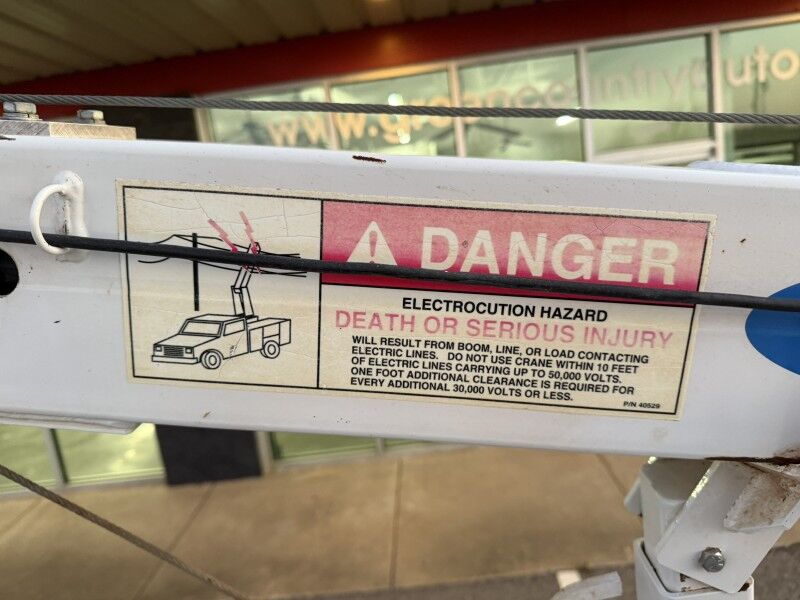 www.greencountryauto
DANGER
ELECTROCUTION HAZARD
DEATH OR SERIOUS INJURY
WILL RESULT FROM BOOM, LINE, OR LOAD CONTACTING
ELECTRIC LINES. DO NOT USE CRANE WITHIN 10 FEET
OF ELECTRIC LINES CARRYING UP TO 50,000 VOLTS.
ONE FOOT ADDITIONAL CLEARANCE IS REQUIRED FOR
EVERY ADDITIONAL 30,000 VOLTS OR LESS.
P/N 40529